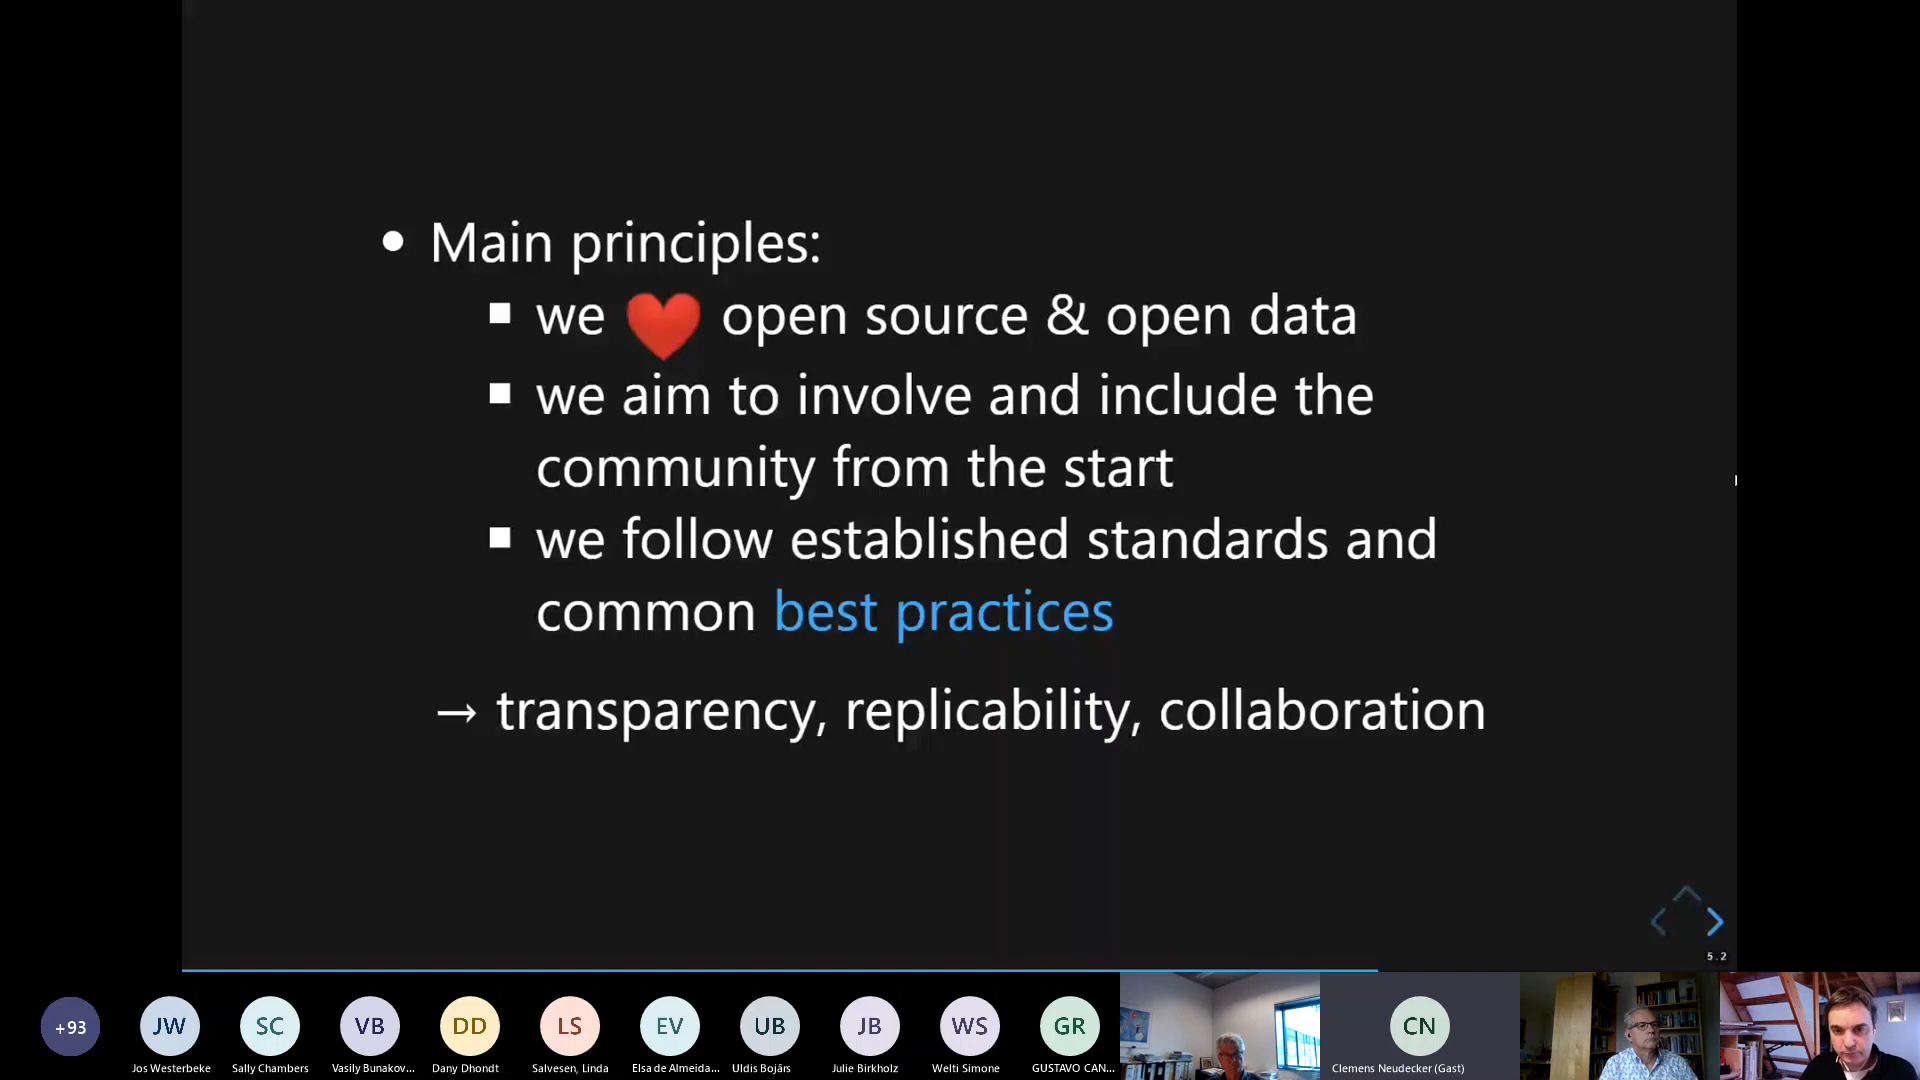 Main principles:
we ❤ open source & open data
we aim to involve and include the
community from the start
we follow established standards and
common best practices
→ transparency, replicability, collaboration
5.2
+93
JW
SC
VB
DD
LS
EV
UB
JB
WS
GR
CN
Jos Westerbeke
Sally Chambers
Vasily Bunakov...
Dany Dhondt
Salvesen, Linda
Elsa de Almeida...
Uldis Bojārs
Julie Birkholz
Welti Simone
GUSTAVO CAN...
Clemens Neudecker (Gast)